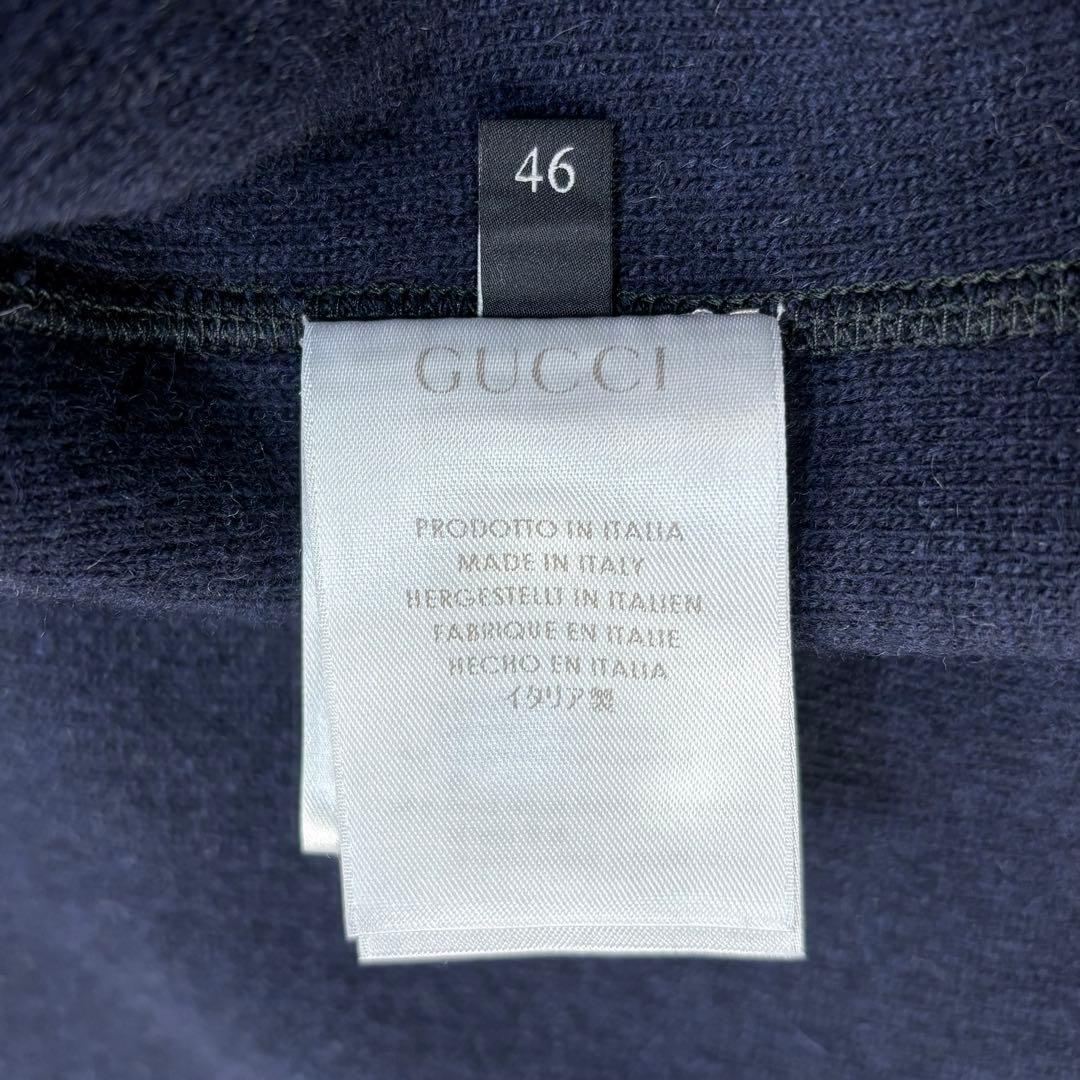 46
GUCCI
PRODOTTO IN ITALIA
MADE IN ITALY
HERGESTELLT IN ITALIEN
FABRIQUE EN ITALIE
HECHO EN ITALIA
イタリア製